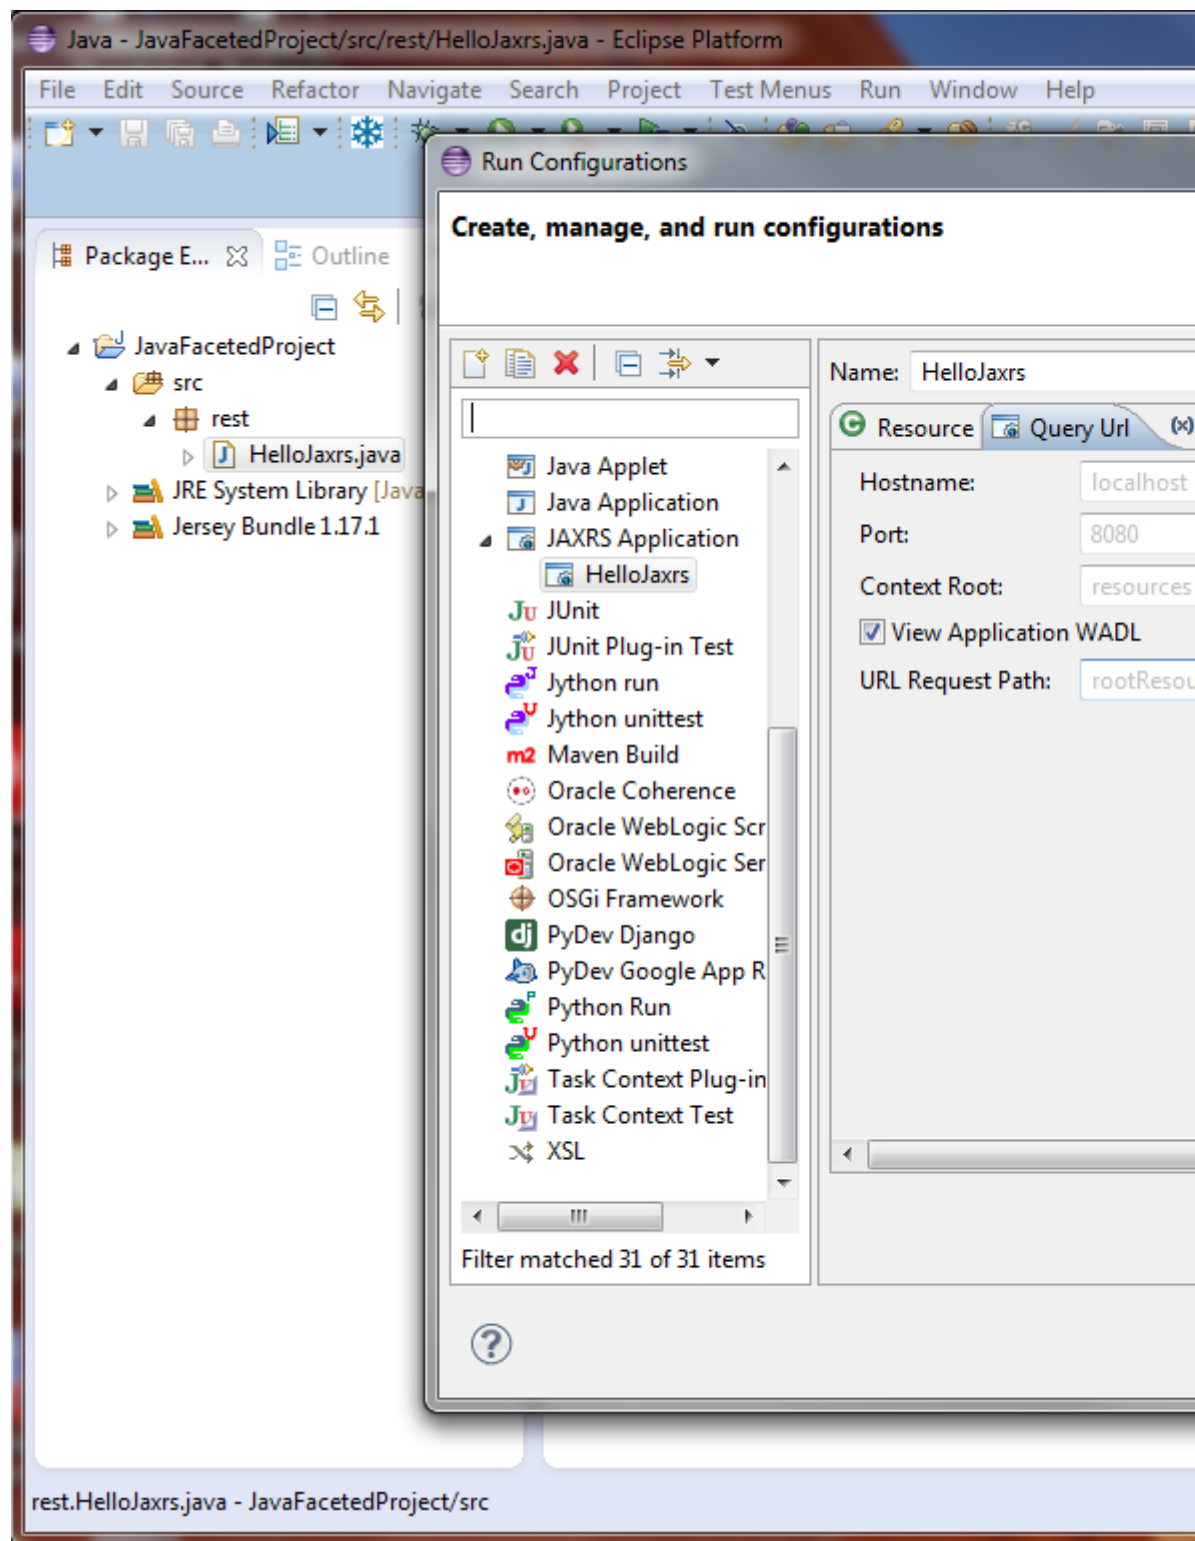 Java - JavaFacetedProject/src/rest/HelloJaxrs.java - Eclipse Platform
File Edit Source Refactor Navigate Search Project Test Menus Run Window Help
Run Configurations
Create, manage, and run configurations
Package E... Outline
JavaFacetedProject
src
rest
HelloJaxrs.java
JRE System Library [Java
Jersey Bundle 1.17.1
Java Applet
Java Application
JAXRS Application
HelloJaxrs
JUnit
JUnit Plug-in Test
Jython run
Jython unittest
Maven Build
Oracle Coherence
Oracle WebLogic Scr
Oracle WebLogic Ser
OSGi Framework
PyDev Django
PyDev Google App R
Python Run
Python unittest
Task Context Plug-in
Task Context Test
XSL
Filter matched 31 of 31 items
Name: HelloJaxrs
Resource Query Url
Hostname: localhost
Port: 8080
Context Root: resources
View Application WADL
URL Request Path: rootResou
rest.HelloJaxrs.java - JavaFacetedProject/src